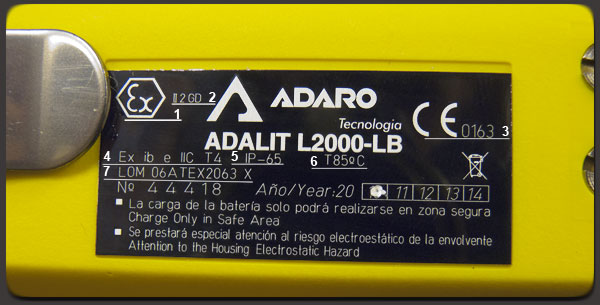 Ex II 2 GD 2 ADARO
1
Tecnologia CE 0163 3
ADALIT L2000-LB
4 Ex ib e IIC T4 5 IP-65 6 T85ºC
7 LOM 06ATEX2063 X
Nº 44418 Año/Year:20 11 12 13 14
■ La carga de la batería solo podrá realizarse en zona segura
Charge Only in Safe Area
■ Se prestará especial atención al riesgo electroestático de la envolvente
Attention to the Housing Electrostatic Hazard